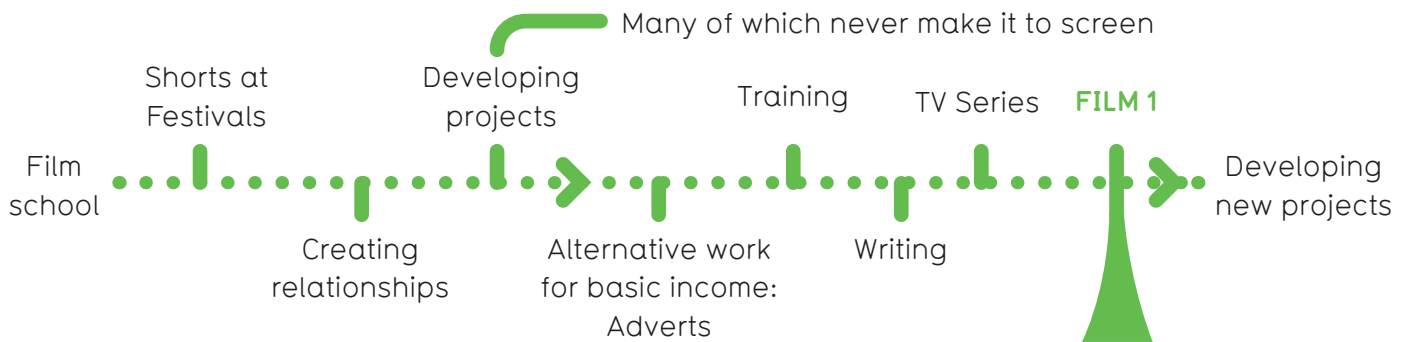 Many of which never make it to screen
Shorts at
Festivals
Developing
projects
Training
TV Series
FILM 1
Film
school
Developing
new projects
Creating
relationships
Alternative work
for basic income:
Adverts
Writing